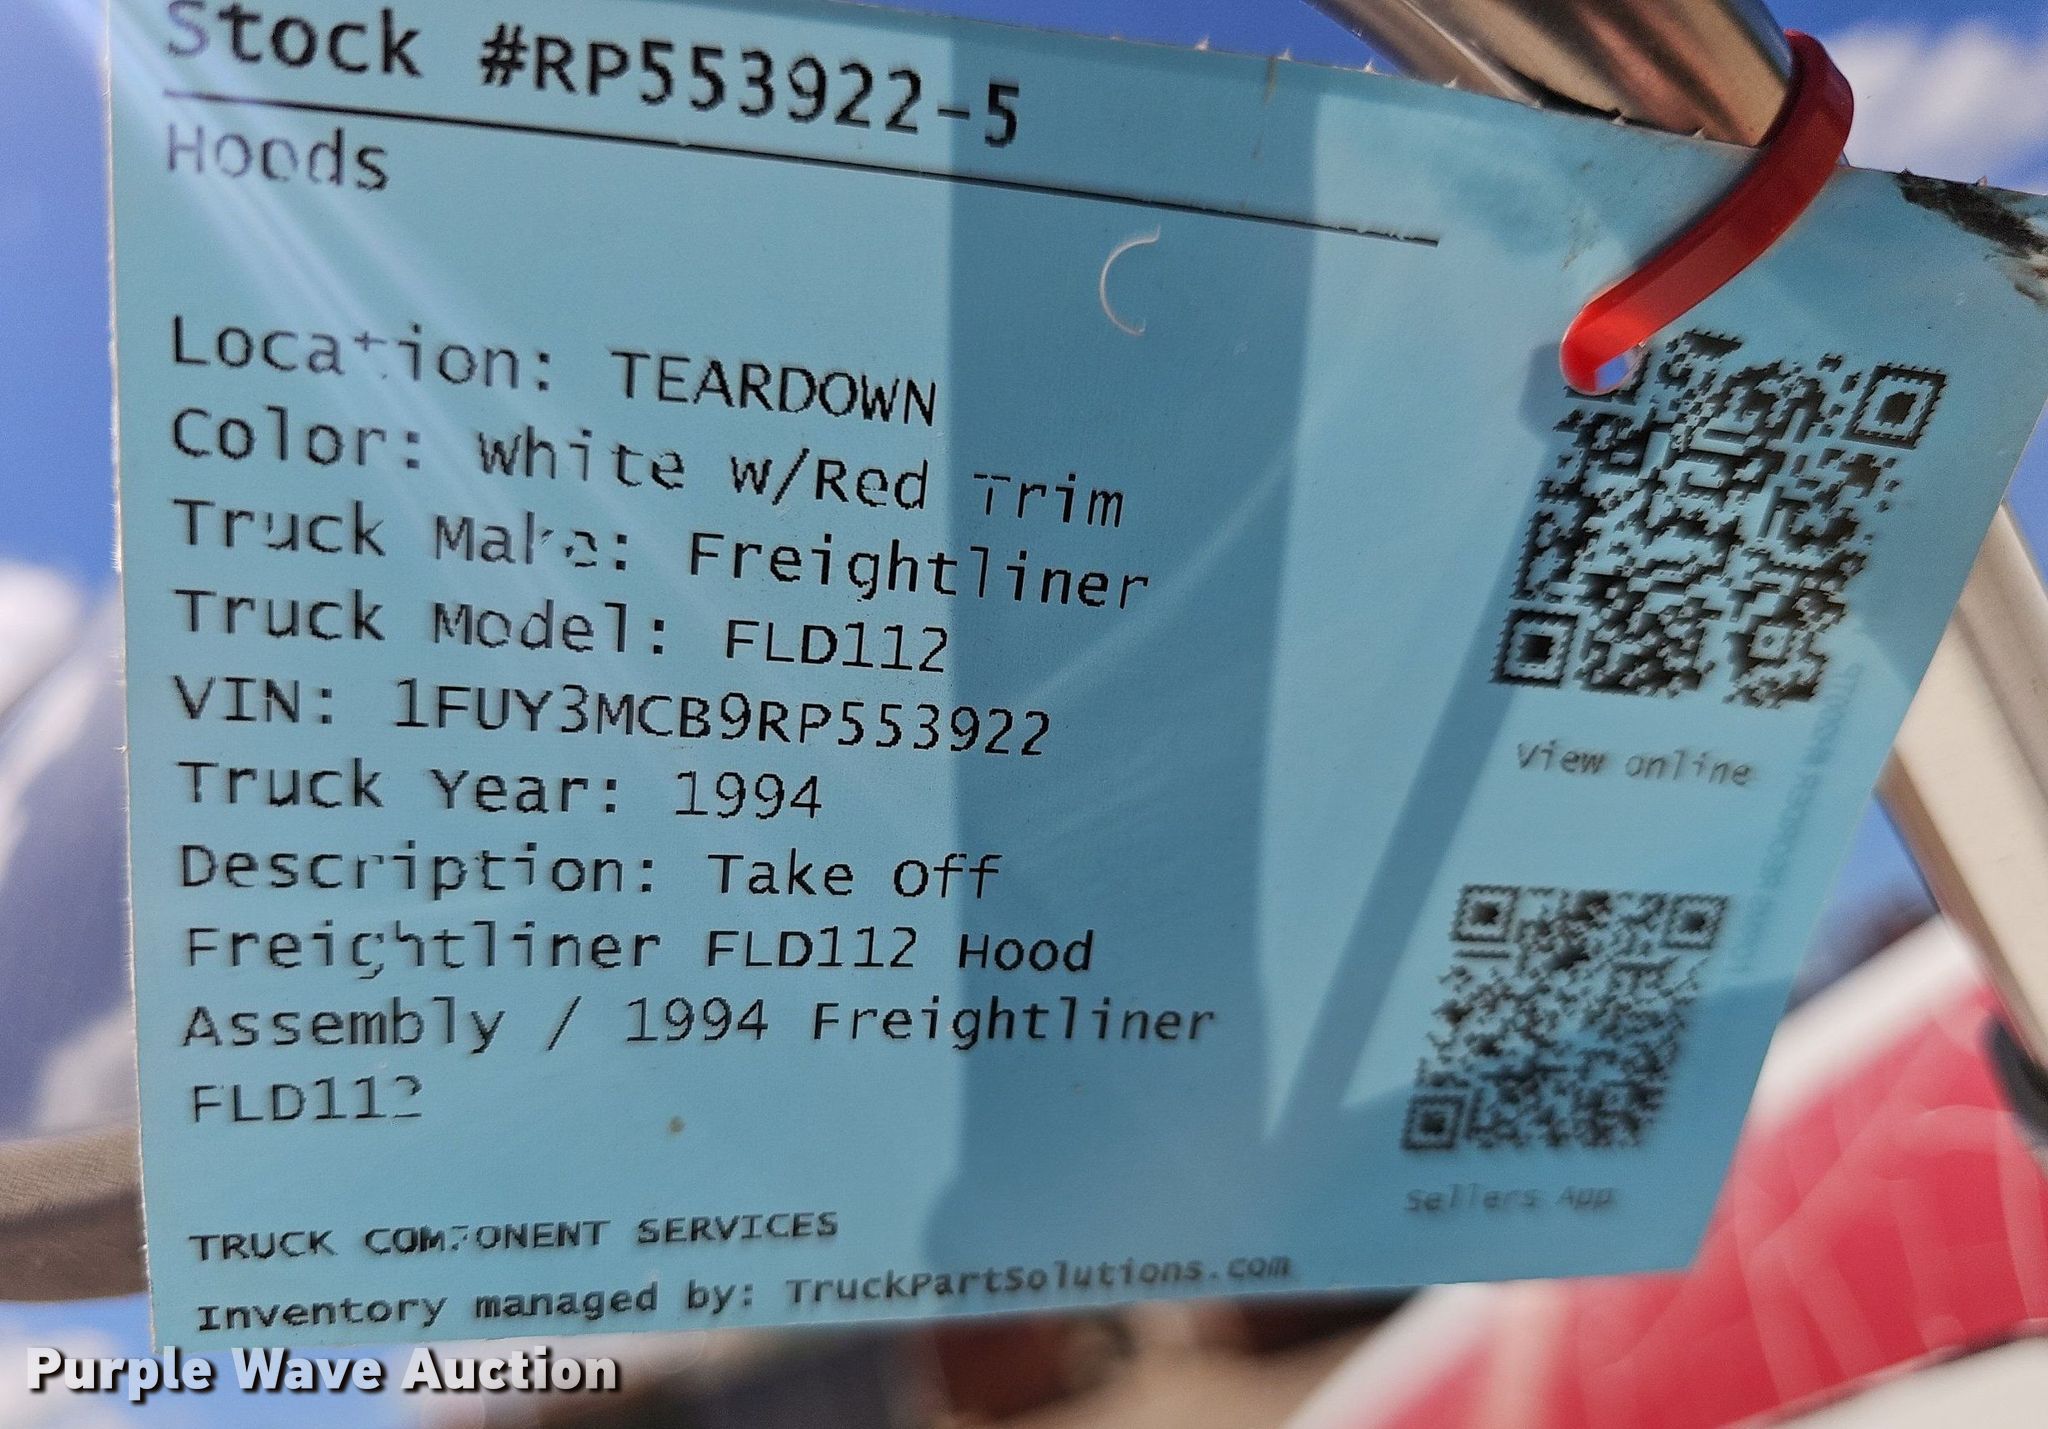 Stock #RP553922-5
Hoods
Location: TEARDOWN
Color: White w/Red Trim
Truck Make: Freightliner
Truck Model: FLD112
VIN: 1FUY3MCB9RP553922
Truck Year: 1994
Description: Take Off
Freightliner FLD112 Hood
Assembly / 1994 Freightliner
FLD112
View online
Sellers App
TRUCK COMPONENT SERVICES
Inventory managed by: TruckPartSolutions.com
Purple Wave Auction